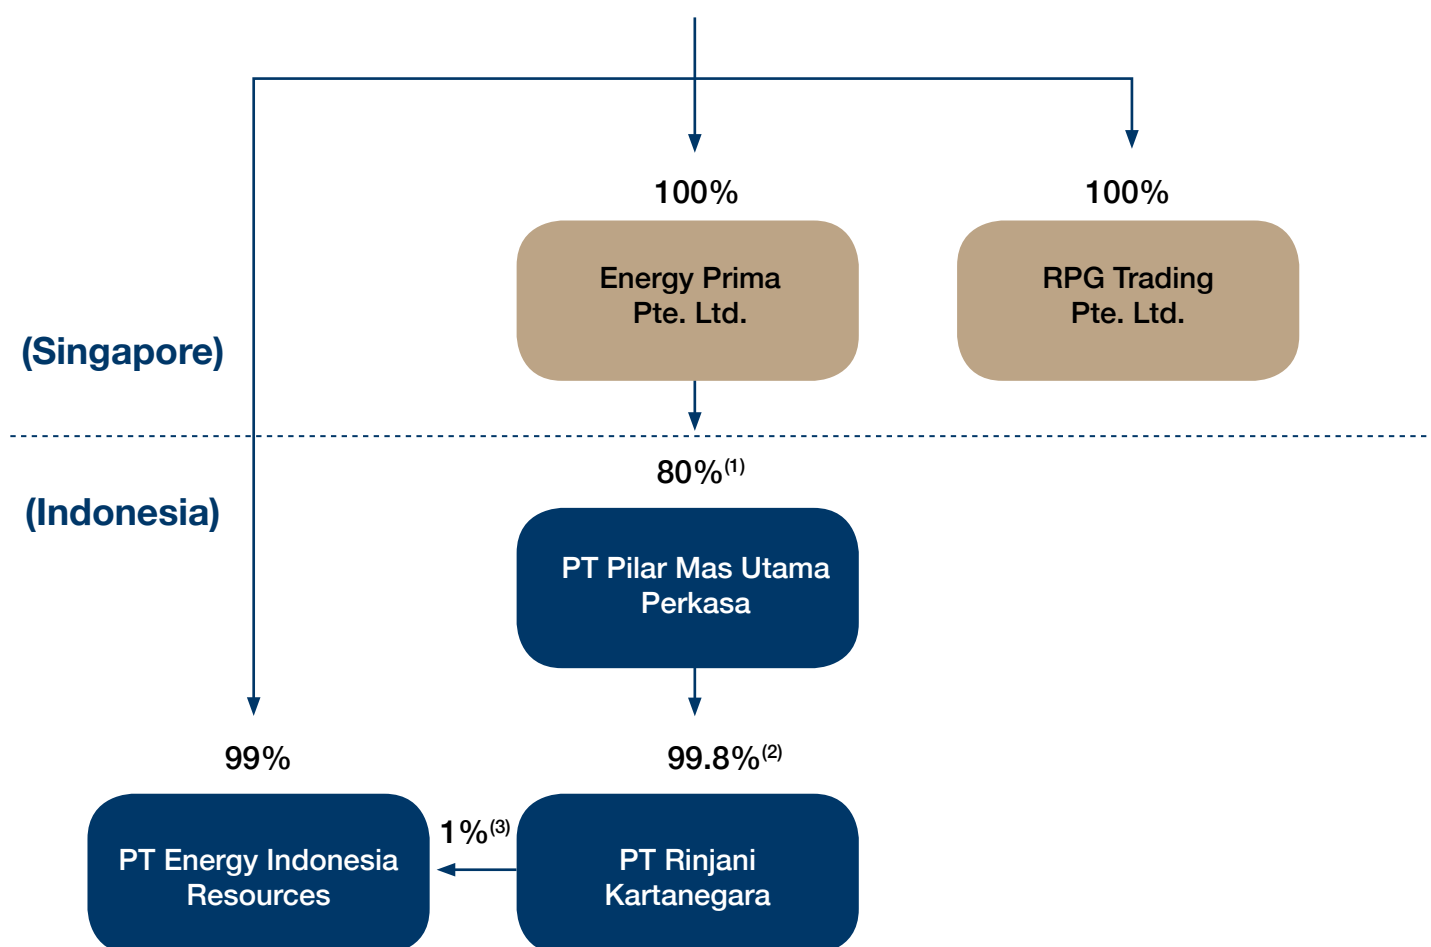 100%
100%
Energy Prima
Pte. Ltd.
RPG Trading
Pte. Ltd.
(Singapore)
80%(1)
(Indonesia)
PT Pilar Mas Utama
Perkasa
99%
99.8%(2)
1%(3)
PT Energy Indonesia
Resources
PT Rinjani
Kartanegara